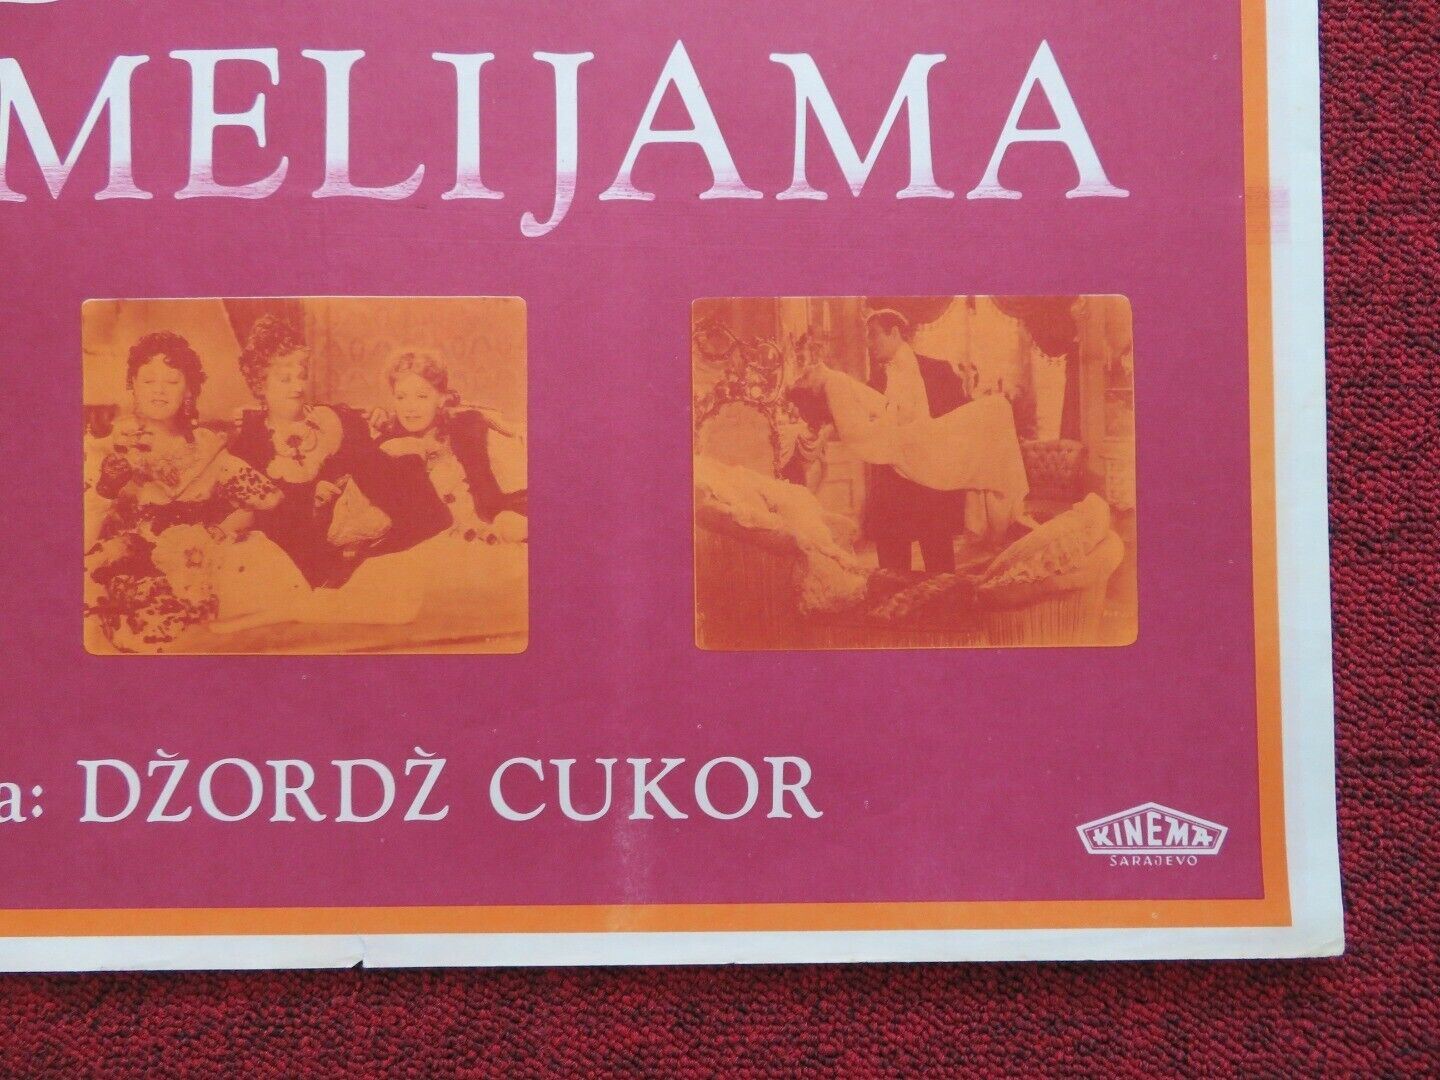 MELIJAMA
a: DŽORDŽ CUKOR
KINEMA
SARAJEVO